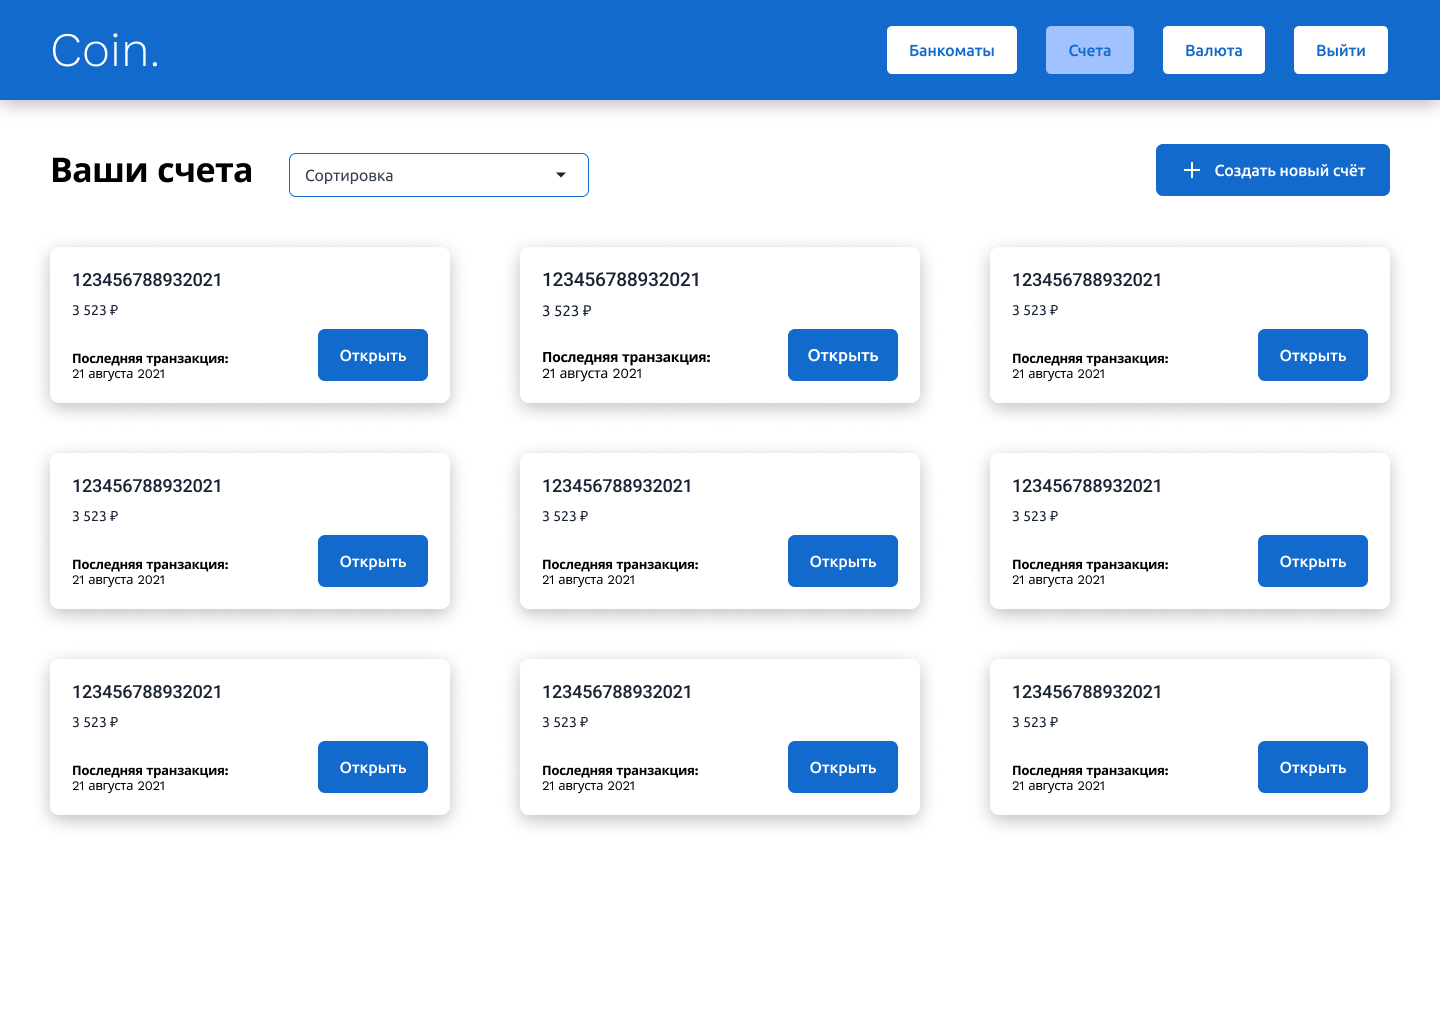 Coin.
Банкоматы
Счета
Валюта
Выйти
Ваши счета
Сортировка
Создать новый счёт
123456788932021
3 523 ₽
Последняя транзакция:
21 августа 2021
Открыть
123456788932021
3 523 ₽
Последняя транзакция:
21 августа 2021
Открыть
123456788932021
3 523 ₽
Последняя транзакция:
21 августа 2021
Открыть
123456788932021
3 523 ₽
Последняя транзакция:
21 августа 2021
Открыть
123456788932021
3 523 ₽
Последняя транзакция:
21 августа 2021
Открыть
123456788932021
3 523 ₽
Последняя транзакция:
21 августа 2021
Открыть
123456788932021
3 523 ₽
Последняя транзакция:
21 августа 2021
Открыть
123456788932021
3 523 ₽
Последняя транзакция:
21 августа 2021
Открыть
123456788932021
3 523 ₽
Последняя транзакция:
21 августа 2021
Открыть